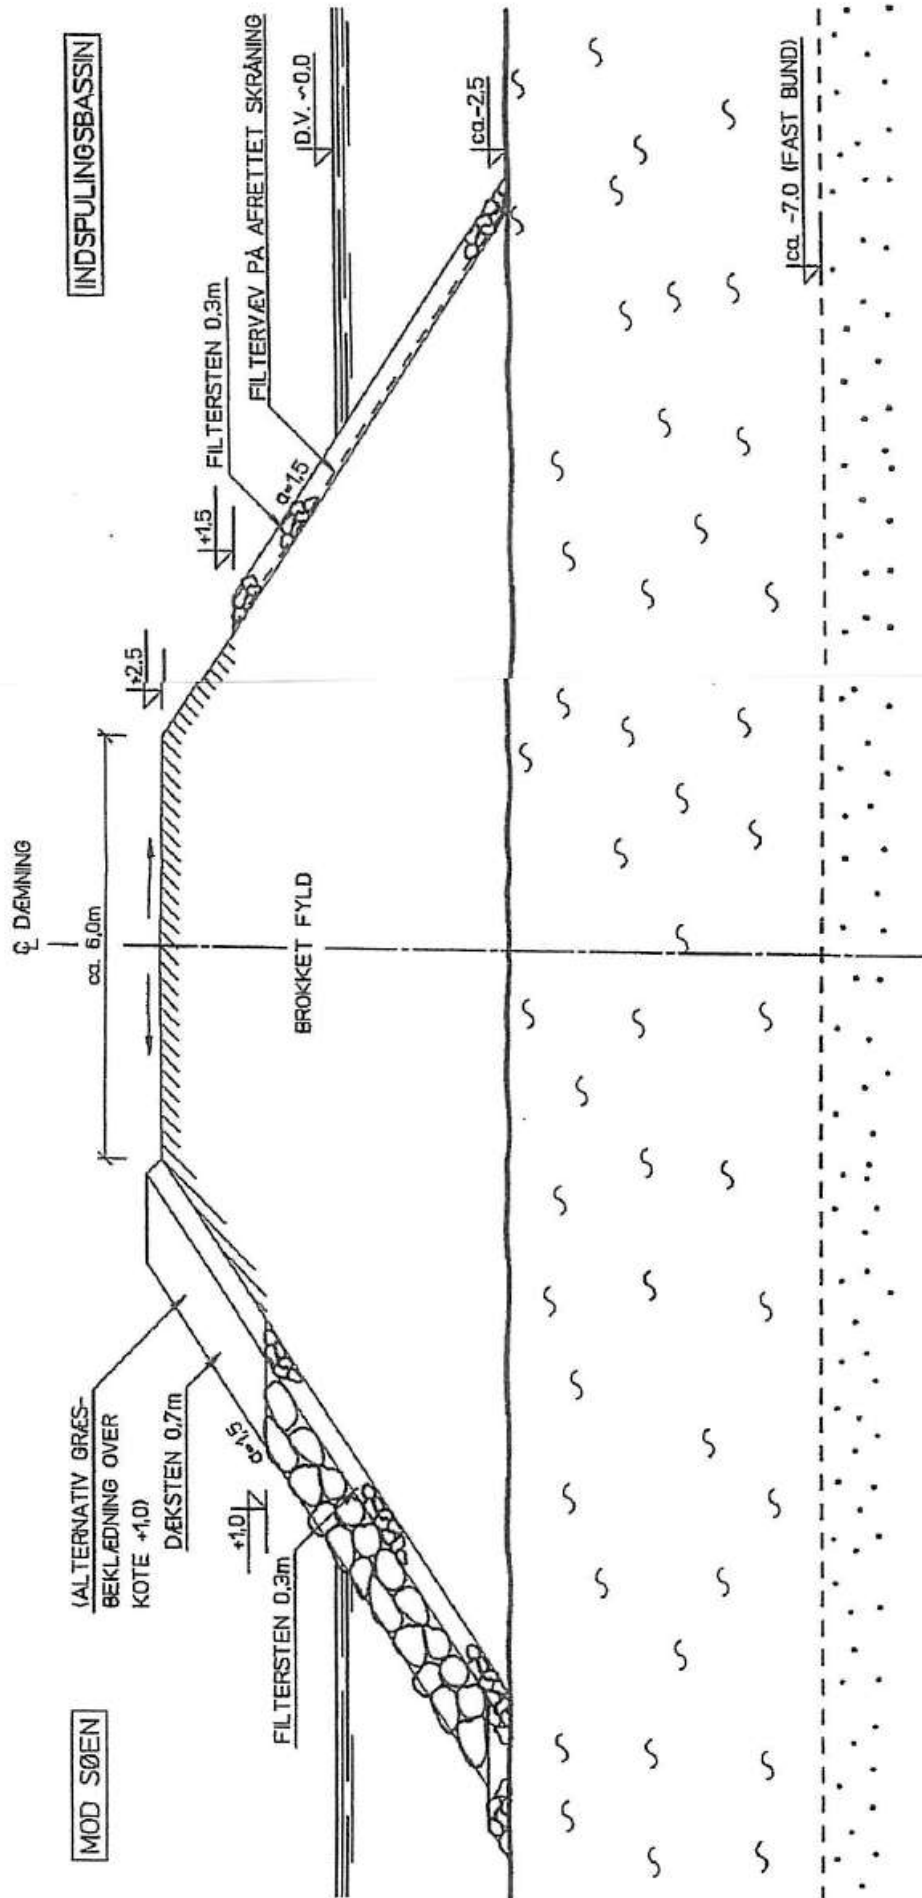 MOD SØEN
INDSPULINGSBASSIN
℄ DÆMNING
ca. 6,0m
(ALTERNATIV GRÆS-
BEKLÆDNING OVER
KOTE +1,0)
DÆKSTEN 0,7m
a=1,5
+1,0
FILTERSTEN 0,3m
BROKKET FYLD
+2,5
+1,5
FILTERSTEN 0,3m
a=1,5
FILTERVÆV PÅ AFRETTET SKRÅNING
D.V. ~0,0
ca.-2,5
ca. -7,0 (FAST BUND)